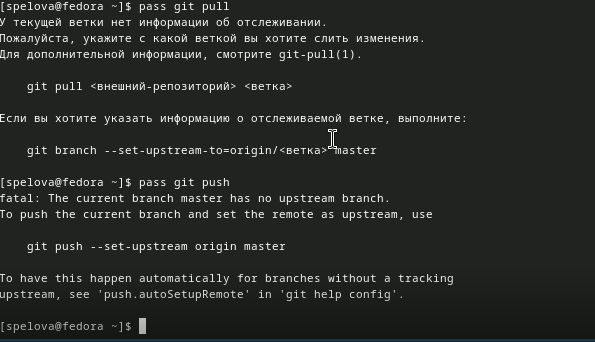 [spelova@fedora ~]$ pass git pull
У текущей ветки нет информации об отслеживании.
Пожалуйста, укажите с какой веткой вы хотите слить изменения.
Для дополнительной информации, смотрите git-pull(1).
git pull <внешний-репозиторий> <ветка>
Если вы хотите указать информацию о отслеживаемой ветке, выполните:
git branch --set-upstream-to=origin/<ветка> master
[spelova@fedora ~]$ pass git push
fatal: The current branch master has no upstream branch.
To push the current branch and set the remote as upstream, use
git push --set-upstream origin master
To have this happen automatically for branches without a tracking
upstream, see 'push.autoSetupRemote' in 'git help config'.
[spelova@fedora ~]$